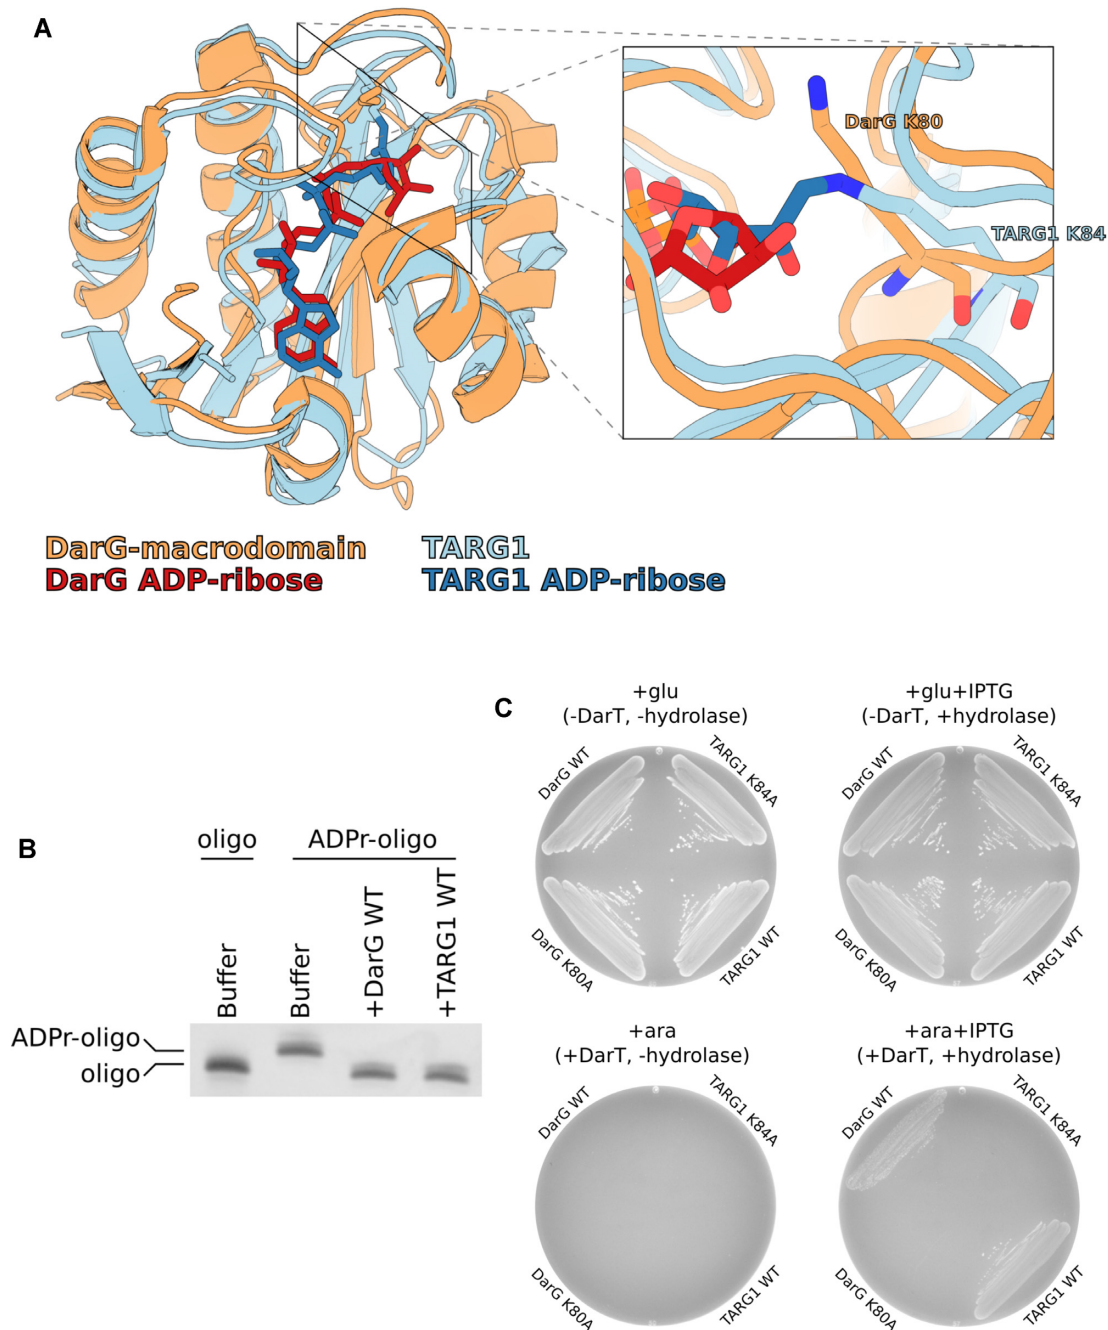 A
DarG K80
TARG1 K84
DarG-macrodomain
TARG1
DarG ADP-ribose
TARG1 ADP-ribose
B
oligo
ADPr-oligo
Buffer
Buffer
+DarG WT
+TARG1 WT
ADPr-oligo
oligo
C
+glu
(-DarT, -hydrolase)
DarG WT
TARG1 K84A
DarG K80A
TARG1 WT
+glu+IPTG
(-DarT, +hydrolase)
DarG WT
TARG1 K84A
DarG K80A
TARG1 WT
+ara
(+DarT, -hydrolase)
DarG WT
TARG1 K84A
DarG K80A
TARG1 WT
+ara+IPTG
(+DarT, +hydrolase)
DarG WT
TARG1 K84A
DarG K80A
TARG1 WT